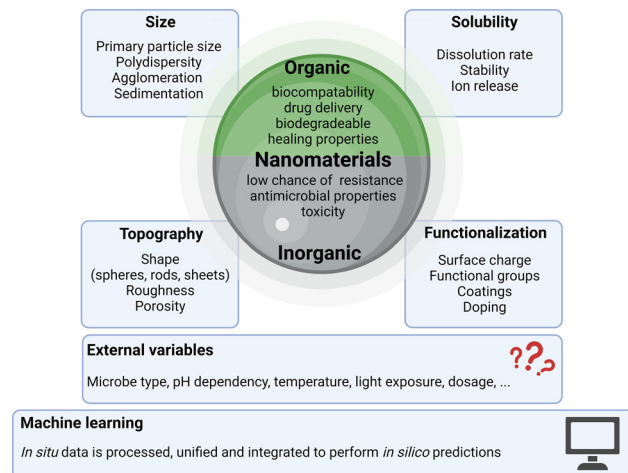 Size
Primary particle size
Polydispersity
Agglomeration
Sedimentation
Solubility
Dissolution rate
Stability
Ion release
Organic
biocompatability
drug delivery
biodegradeable
healing properties
Nanomaterials
low chance of resistance
antimicrobial properties
toxicity
Inorganic
Topography
Shape
(spheres, rods, sheets)
Roughness
Porosity
Functionalization
Surface charge
Functional groups
Coatings
Doping
External variables
???
Microbe type, pH dependency, temperature, light exposure, dosage, ...
Machine learning
In situ data is processed, unified and integrated to perform in silico predictions